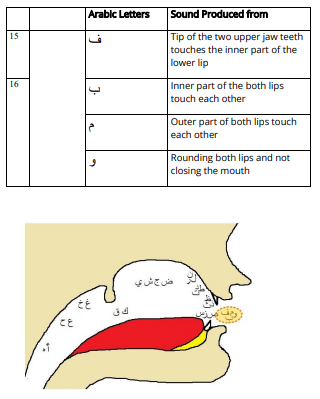 Arabic Letters Sound Produced from
15 ف Tip of the two upper jaw teeth
touches the inner part of the
lower lip
16 ب Inner part of the both lips
touch each other
م Outer part of both lips touch
each other
و Rounding both lips and not
closing the mouth
ض ج ش ي
غ خ
ك ق
ع ح